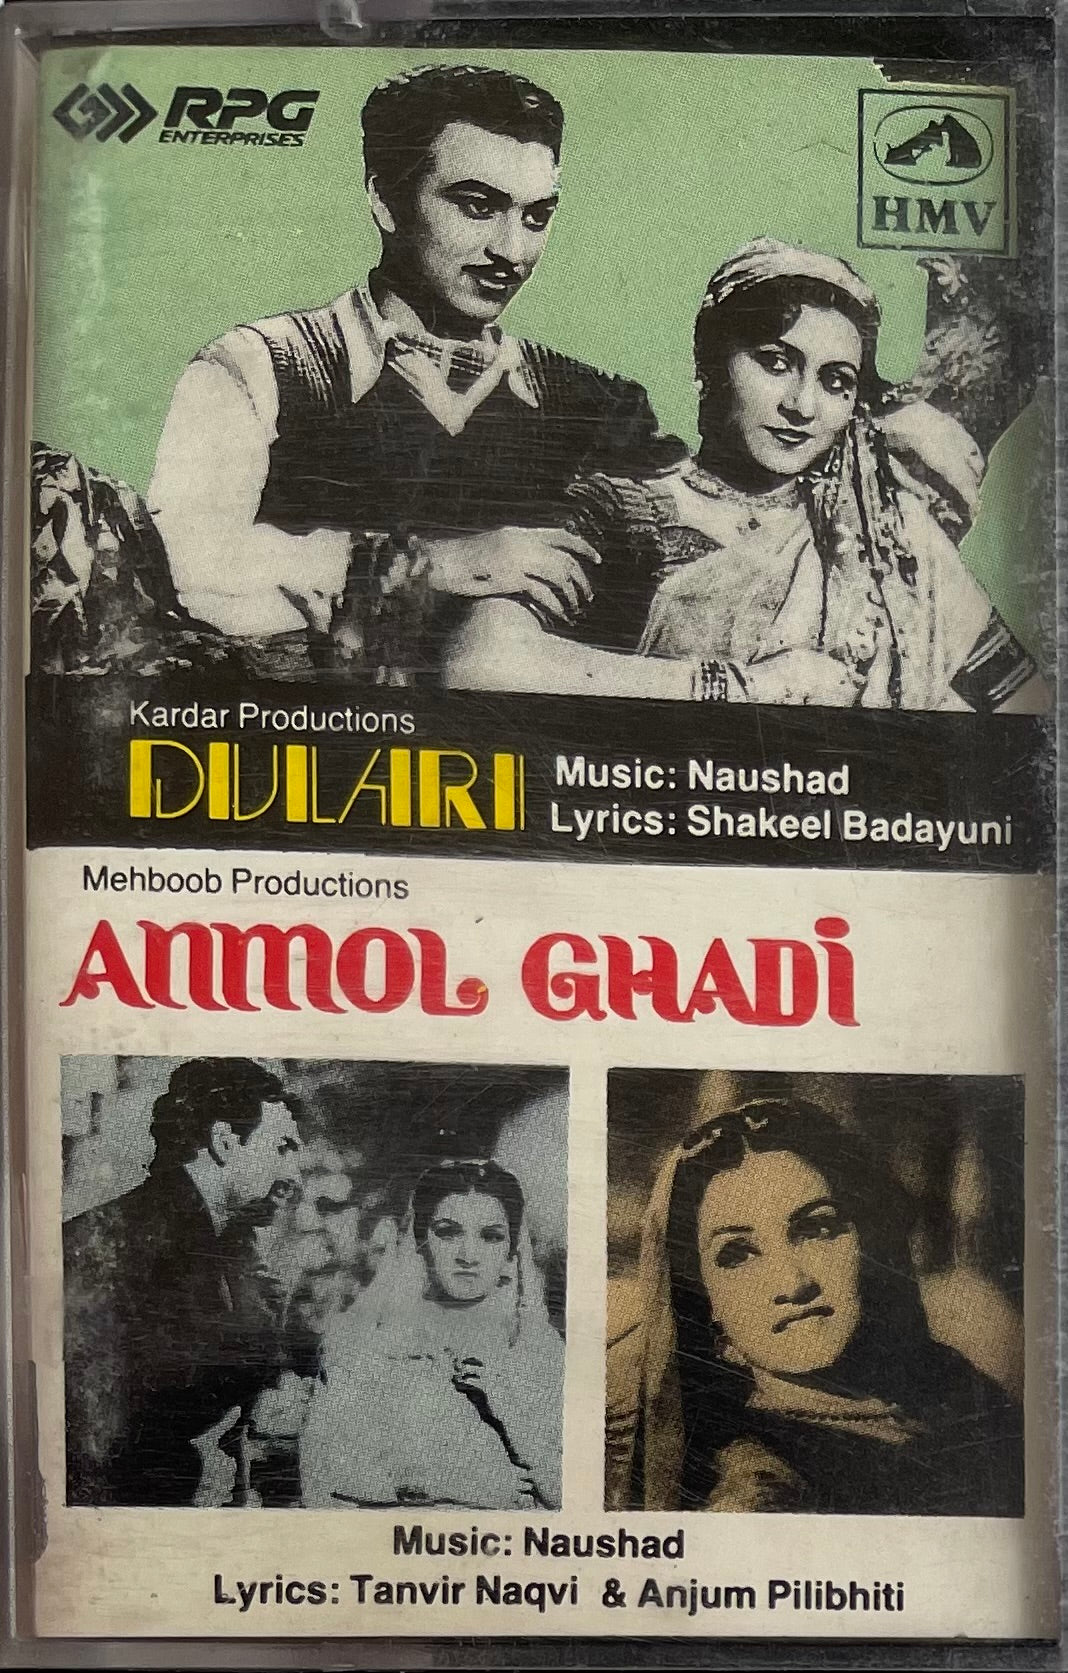 RPG
ENTERPRISES
HMV
Kardar Productions
DULARI
Music: Naushad
Lyrics: Shakeel Badayuni
Mehboob Productions
ANMOL GHADI
Music: Naushad
Lyrics: Tanvir Naqvi & Anjum Pilibhiti